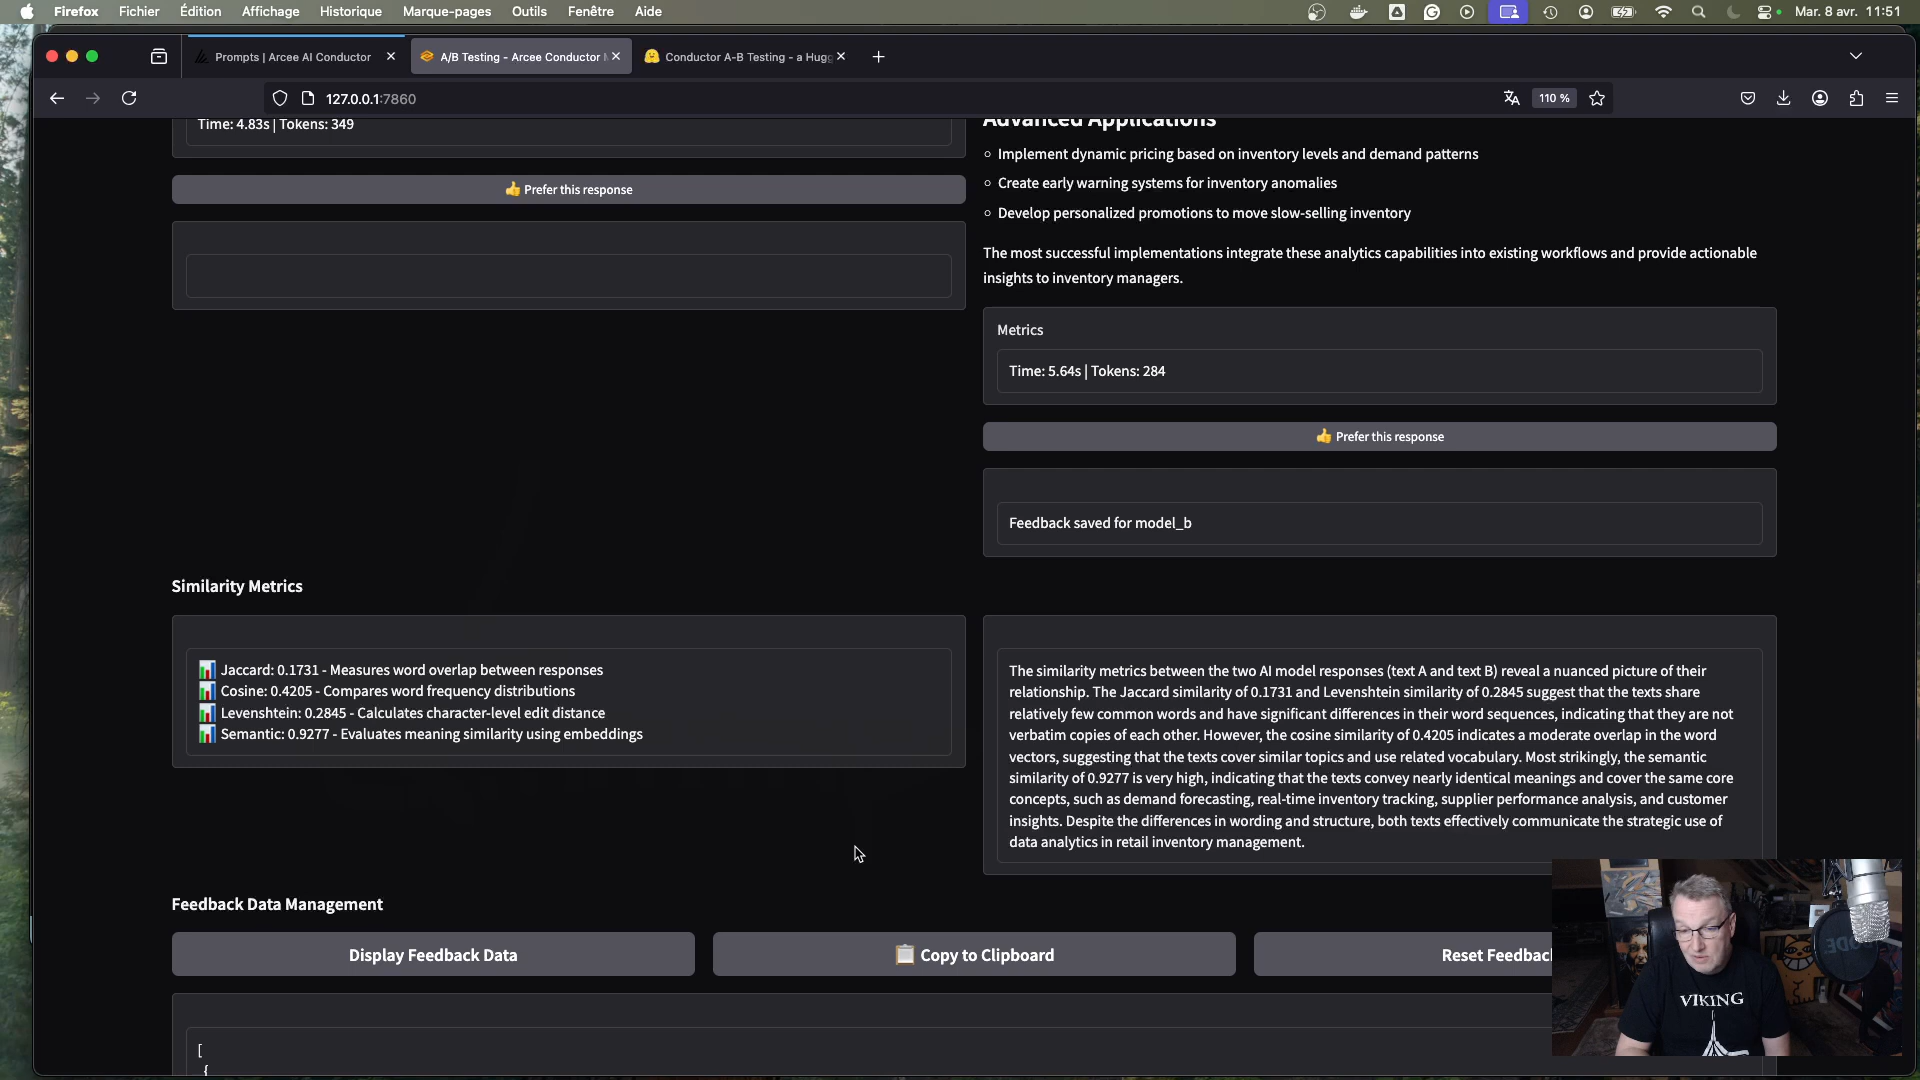 Firefox Fichier Édition Affichage Historique Marque-pages Outils Fenêtre Aide Mar. 8 avr. 11:51
Prompts | Arcee AI Conductor
A/B Testing - Arcee Conductor
Conductor A-B Testing - a Hugg
127.0.0.1:7860
110 %
Time: 4.83s | Tokens: 349
👍 Prefer this response
Advanced Applications
Implement dynamic pricing based on inventory levels and demand patterns
Create early warning systems for inventory anomalies
Develop personalized promotions to move slow-selling inventory
The most successful implementations integrate these analytics capabilities into existing workflows and provide actionable
insights to inventory managers.
Metrics
Time: 5.64s | Tokens: 284
👍 Prefer this response
Feedback saved for model_b
Similarity Metrics
📊 Jaccard: 0.1731 - Measures word overlap between responses
📊 Cosine: 0.4205 - Compares word frequency distributions
📊 Levenshtein: 0.2845 - Calculates character-level edit distance
📊 Semantic: 0.9277 - Evaluates meaning similarity using embeddings
The similarity metrics between the two AI model responses (text A and text B) reveal a nuanced picture of their
relationship. The Jaccard similarity of 0.1731 and Levenshtein similarity of 0.2845 suggest that the texts share
relatively few common words and have significant differences in their word sequences, indicating that they are not
verbatim copies of each other. However, the cosine similarity of 0.4205 indicates a moderate overlap in the word
vectors, suggesting that the texts cover similar topics and use related vocabulary. Most strikingly, the semantic
similarity of 0.9277 is very high, indicating that the texts convey nearly identical meanings and cover the same core
concepts, such as demand forecasting, real-time inventory tracking, supplier performance analysis, and customer
insights. Despite the differences in wording and structure, both texts effectively communicate the strategic use of
data analytics in retail inventory management.
Feedback Data Management
Display Feedback Data
📋 Copy to Clipboard
Reset Feedbac
[
{
VIKING